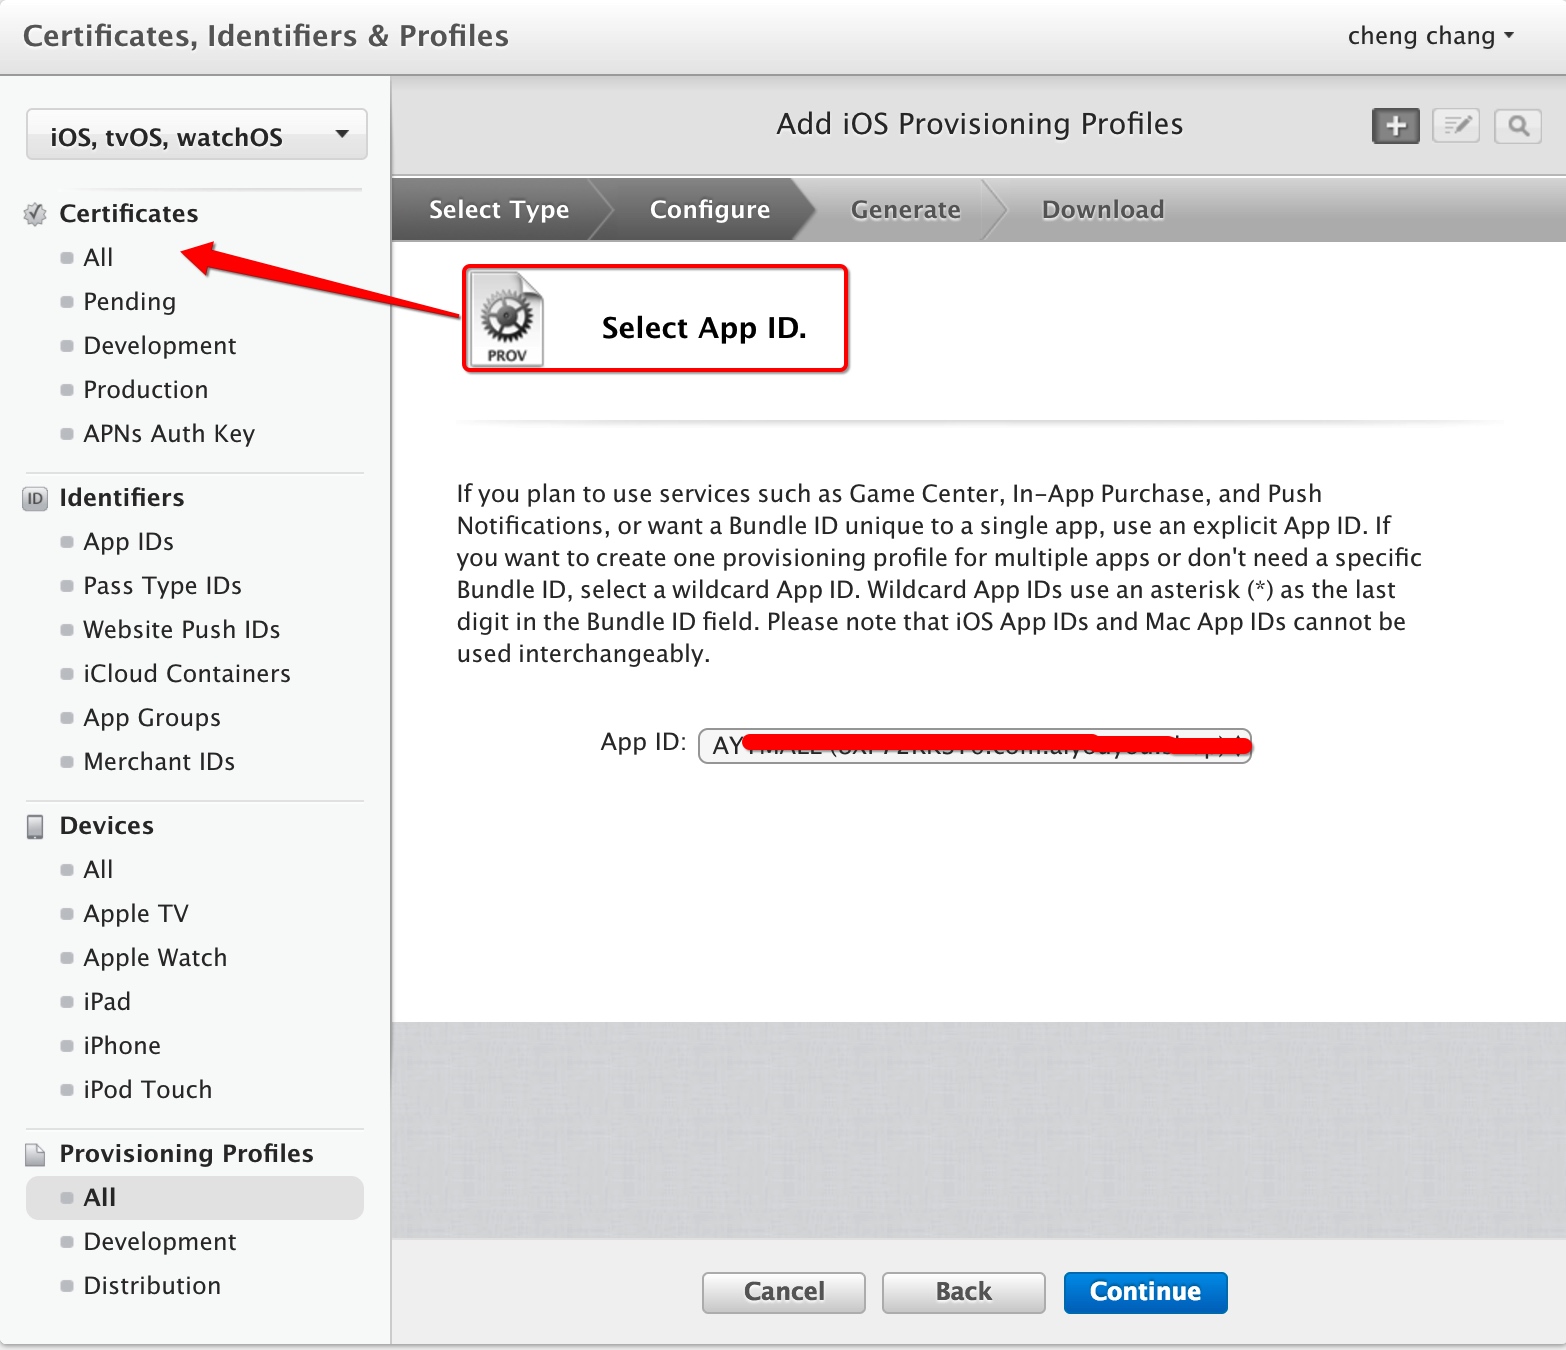 Certificates, Identifiers & Profiles
cheng chang
iOS, tvOS, watchOS
Certificates
All
Pending
Development
Production
APNs Auth Key
ID
Identifiers
App IDs
Pass Type IDs
Website Push IDs
iCloud Containers
App Groups
Merchant IDs
Devices
All
Apple TV
Apple Watch
iPad
iPhone
iPod Touch
Provisioning Profiles
All
Development
Distribution
Add iOS Provisioning Profiles
Select Type
Configure
Generate
Download
PROV
Select App ID.
If you plan to use services such as Game Center, In-App Purchase, and Push
Notifications, or want a Bundle ID unique to a single app, use an explicit App ID. If
you want to create one provisioning profile for multiple apps or don't need a specific
Bundle ID, select a wildcard App ID. Wildcard App IDs use an asterisk (*) as the last
digit in the Bundle ID field. Please note that iOS App IDs and Mac App IDs cannot be
used interchangeably.
App ID:
Cancel
Back
Continue